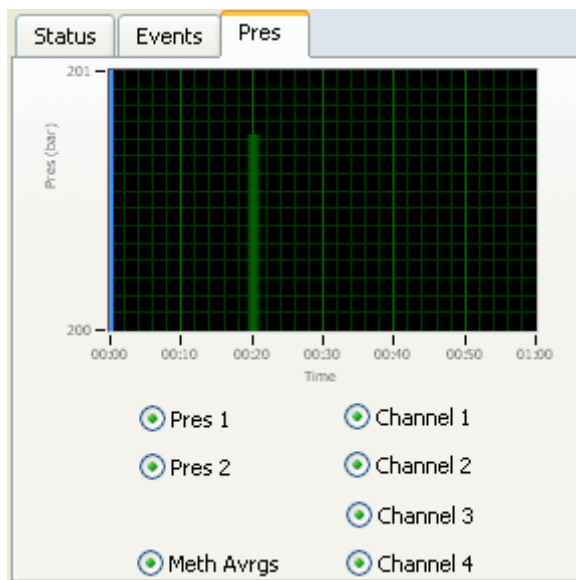 Status Events Pres
201
Pres (bar)
200
00:00 00:10 00:20 00:30 00:40 00:50 01:00
Time
Pres 1 Channel 1
Pres 2 Channel 2
Channel 3
Meth Avrgs Channel 4